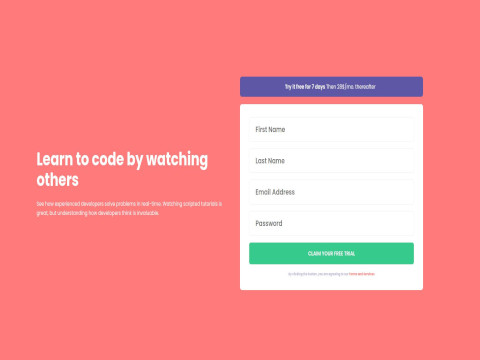 Learn to code by watching
others
See how experienced developers solve problems in real-time. Watching scripted tutorials is
great, but understanding how developers think is invaluable.
Try it free for 7 days Then 20$/mo. thereafter
First Name
Last Name
Email Address
Password
CLAIM YOUR FREE TRIAL
By clicking the button, you are agreeing to our Terms and Services